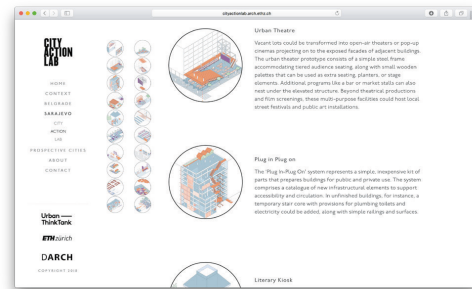 cityactionlab.arch.ethz.ch
CITY
ACTION
LAB
HOME
CONTEXT
BELGRADE
SARAJEVO
CITY
ACTION
LAB
PROSPECTIVE CITIES
ABOUT
CONTACT
Urban —
ThinkTank
ETH zürich
DARCH
COPYRIGHT 2018
Urban Theatre
Vacant lots could be transformed into open-air theaters or pop-up
cinemas projecting on to the exposed facades of adjacent buildings.
The urban theater prototype consists of a simple steel frame
accommodating tiered audience seating, along with small wooden
palettes that can be used as extra seating, planters, or stage
elements. Additional programs like a bar or market stalls can also
nest under the elevated structure. Beyond theatrical productions
and film screenings, these multi-purpose facilities could host local
street festivals and public art installations.
Plug in Plug on
The 'Plug In-Plug On' system represents a simple, inexpensive kit of
parts that prepares buildings for public and private use. The system
comprises a catalogue of new infrastructural elements to support
accessibility and circulation. In unfinished buildings, for instance, a
temporary stair core with provisions for plumbing toilets and
electricity could be added, along with simple railings and surfaces.
Literary Kiosk